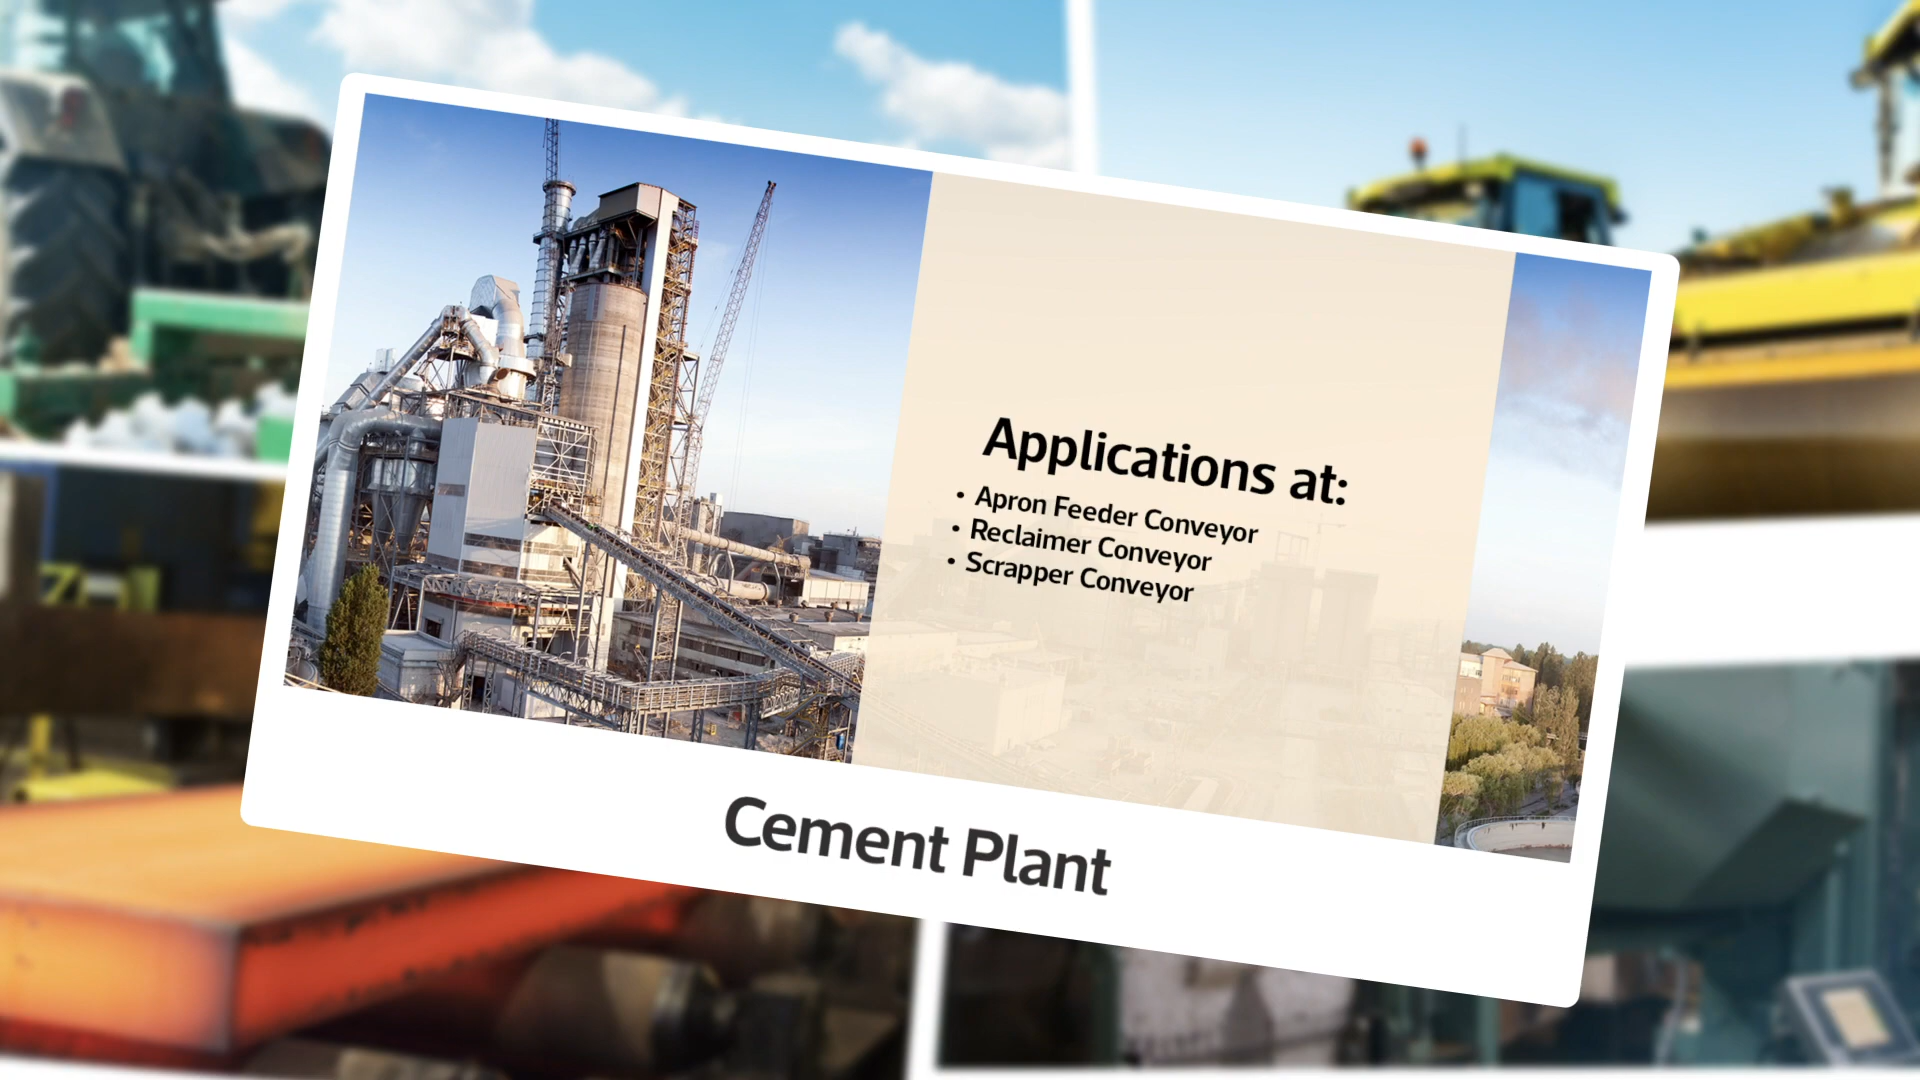 Applications at:
• Apron Feeder Conveyor
• Reclaimer Conveyor
• Scrapper Conveyor
Cement Plant